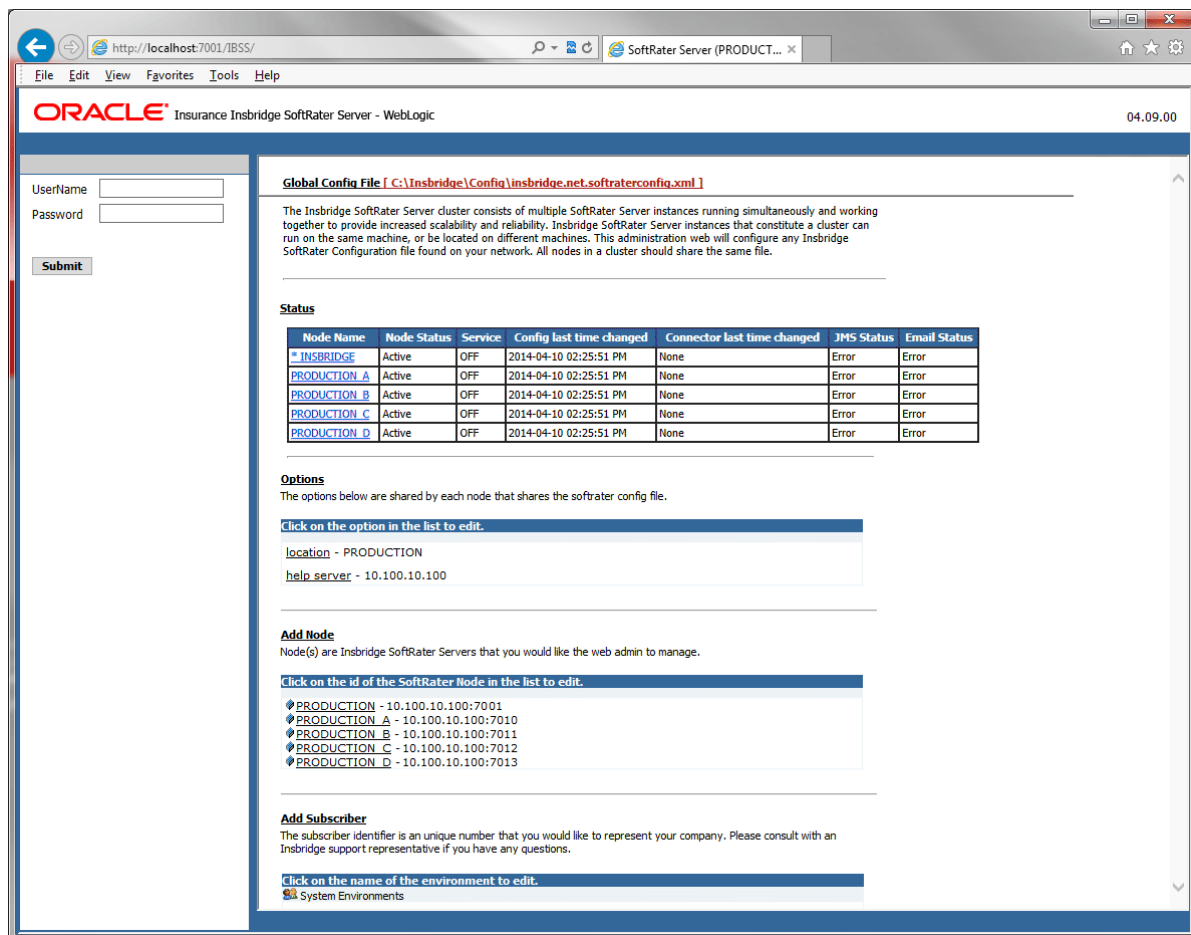 http://localhost:7001/IBSS/
SoftRater Server (PRODUCT...
File Edit View Favorites Tools Help
ORACLE Insurance Insbridge SoftRater Server - WebLogic
04.09.00
UserName
Password
Submit
Global Config File [ C:\Insbridge\Config\insbridge.net.softraterconfig.xml ]
The Insbridge SoftRater Server cluster consists of multiple SoftRater Server instances running simultaneously and working
together to provide increased scalability and reliability. Insbridge SoftRater Server instances that constitute a cluster can
run on the same machine, or be located on different machines. This administration web will configure any Insbridge
SoftRater Configuration file found on your network. All nodes in a cluster should share the same file.
Status
Node Name Node Status Service Config last time changed Connector last time changed JMS Status Email Status
* INSBRIDGE Active OFF 2014-04-10 02:25:51 PM None Error Error
PRODUCTION_A Active OFF 2014-04-10 02:25:51 PM None Error Error
PRODUCTION_B Active OFF 2014-04-10 02:25:51 PM None Error Error
PRODUCTION_C Active OFF 2014-04-10 02:25:51 PM None Error Error
PRODUCTION_D Active OFF 2014-04-10 02:25:51 PM None Error Error
Options
The options below are shared by each node that shares the softrater config file.
Click on the option in the list to edit.
location - PRODUCTION
help server - 10.100.10.100
Add Node
Node(s) are Insbridge SoftRater Servers that you would like the web admin to manage.
Click on the id of the SoftRater Node in the list to edit.
PRODUCTION - 10.100.10.100:7001
PRODUCTION_A - 10.100.10.100:7010
PRODUCTION_B - 10.100.10.100:7011
PRODUCTION_C - 10.100.10.100:7012
PRODUCTION_D - 10.100.10.100:7013
Add Subscriber
The subscriber identifier is an unique number that you would like to represent your company. Please consult with an
Insbridge support representative if you have any questions.
Click on the name of the environment to edit.
System Environments